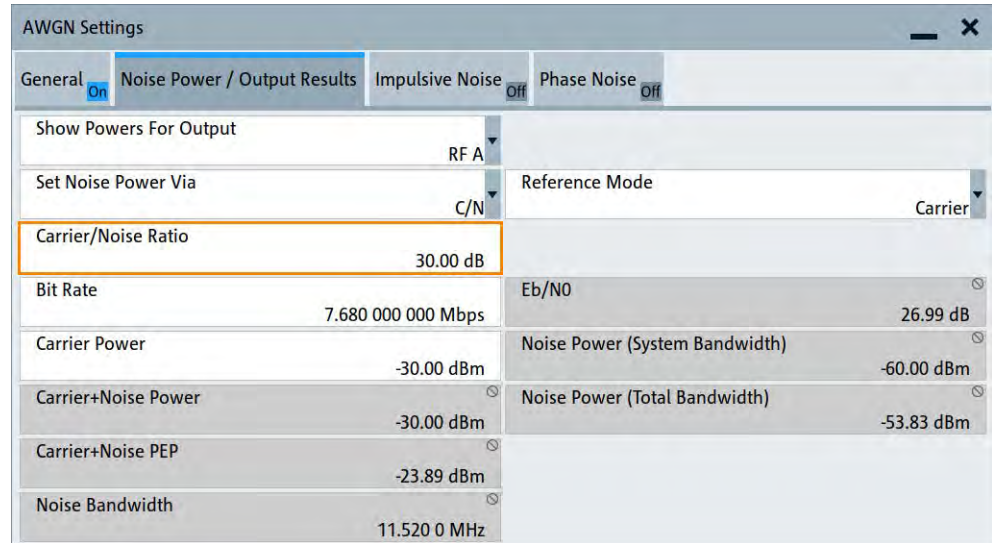 AWGN Settings
General On Noise Power / Output Results Impulsive Noise Off Phase Noise Off
Show Powers For Output
RF A
Set Noise Power Via
C/N
Reference Mode
Carrier
Carrier/Noise Ratio
30.00 dB
Bit Rate
7.680 000 000 Mbps
Eb/N0
26.99 dB
Carrier Power
-30.00 dBm
Noise Power (System Bandwidth)
-60.00 dBm
Carrier+Noise Power
-30.00 dBm
Noise Power (Total Bandwidth)
-53.83 dBm
Carrier+Noise PEP
-23.89 dBm
Noise Bandwidth
11.520 0 MHz